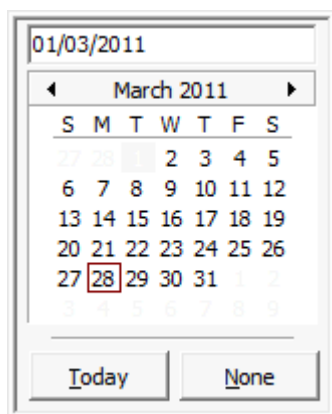 01/03/2011
March 2011
S M T W T F S
27 28 1 2 3 4 5
6 7 8 9 10 11 12
13 14 15 16 17 18 19
20 21 22 23 24 25 26
27 28 29 30 31 1 2
3 4 5 6 7 8 9
Today None